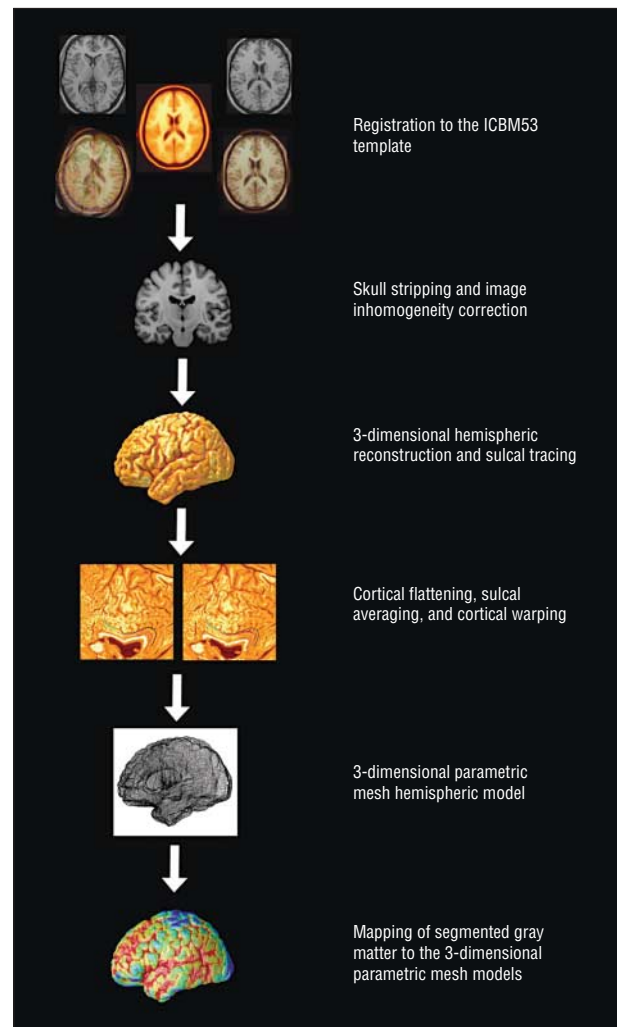 Registration to the ICBM53
template
Skull stripping and image
inhomogeneity correction
3-dimensional hemispheric
reconstruction and sulcal tracing
Cortical flattening, sulcal
averaging, and cortical warping
3-dimensional parametric
mesh hemispheric model
Mapping of segmented gray
matter to the 3-dimensional
parametric mesh models